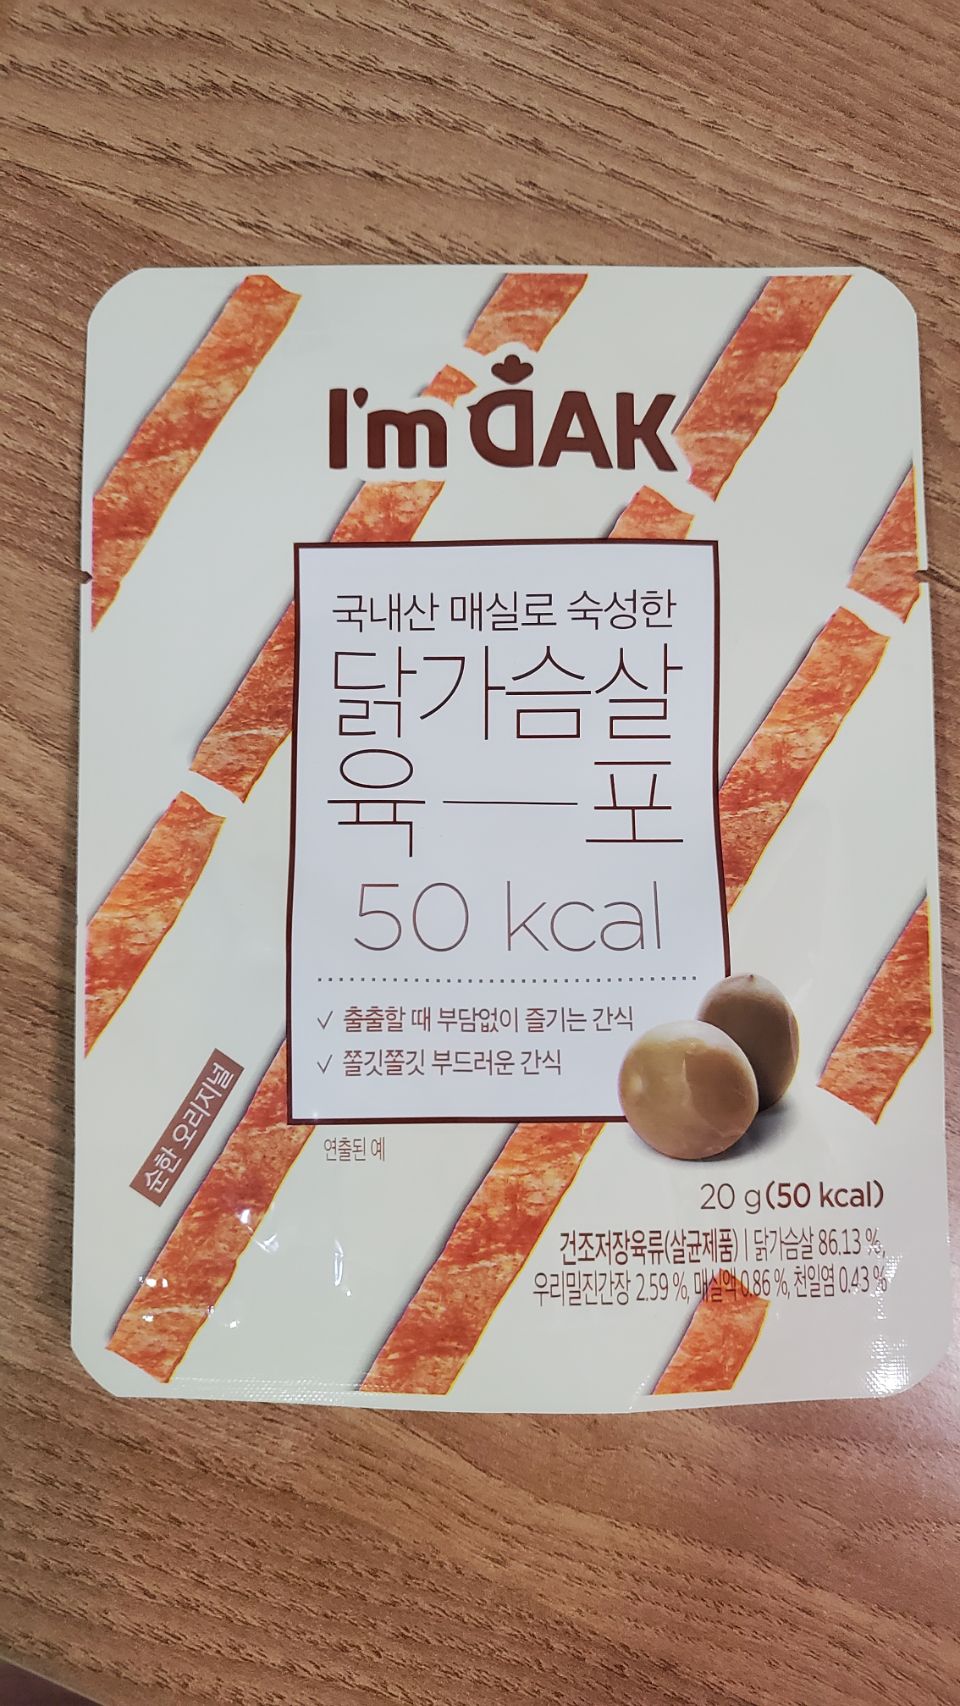 I'm DAK
국내산 매실로 숙성한
닭가슴살
육 — 포
50 kcal
✓ 출출할 때 부담없이 즐기는 간식
✓ 쫄깃쫄깃 부드러운 간식
순한 오리지널
연출된 예
20 g(50 kcal)
건조저장육류(살균제품) | 닭가슴살 86.13 %,
우리밀진간장 2.59 %, 매실액 0.86 %, 천일염 0.43 %